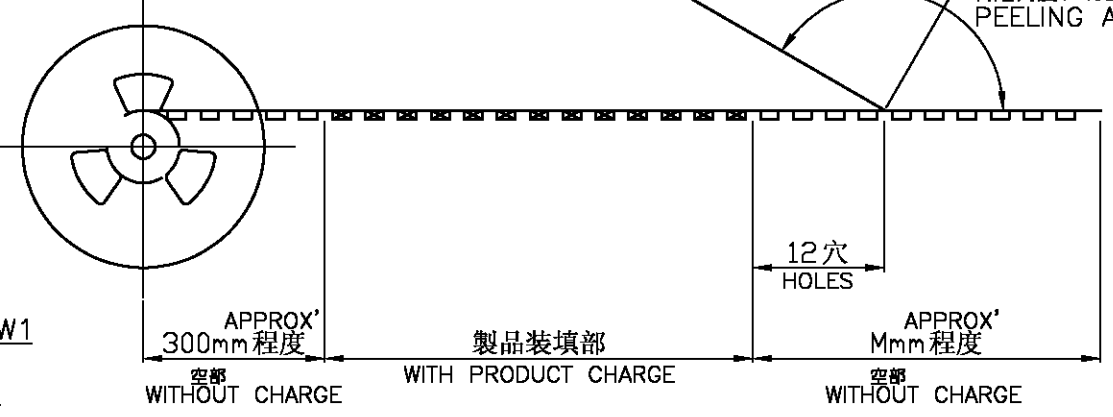 PEELING A
12穴
HOLES
W1
APPROX'
300mm程度
空部
WITHOUT CHARGE
製品装填部
WITH PRODUCT CHARGE
APPROX'
Mmm程度
空部
WITHOUT CHARGE